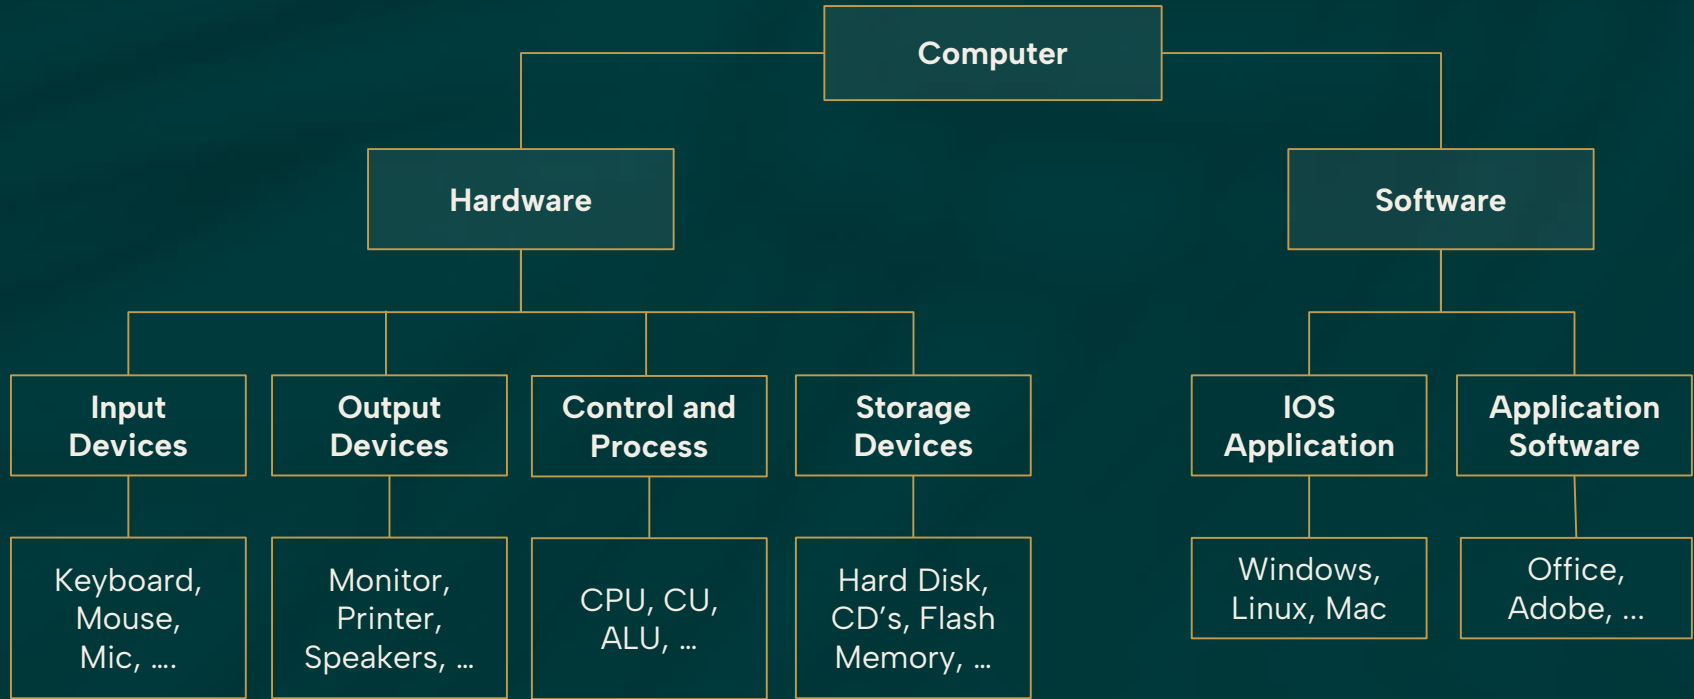 Computer
Hardware
Software
Input
Devices
Output
Devices
Control and
Process
Storage
Devices
IOS
Application
Application
Software
Keyboard,
Mouse,
Mic, ....
Monitor,
Printer,
Speakers, ...
CPU, CU,
ALU, ...
Hard Disk,
CD’s, Flash
Memory, ...
Windows,
Linux, Mac
Office,
Adobe, ...